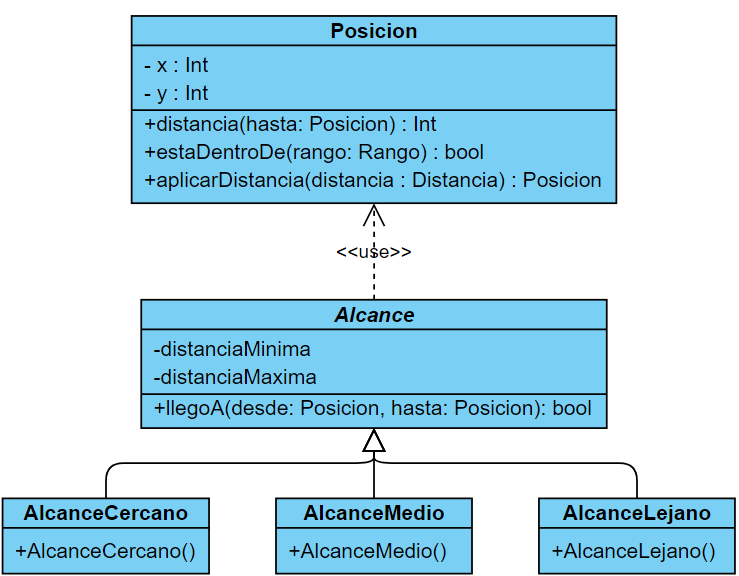 Posicion
- x : Int
- y : Int
+distancia(hasta: Posicion) : Int
+estaDentroDe(rango: Rango) : bool
+aplicarDistancia(distancia : Distancia) : Posicion
<<use>>
Alcance
-distanciaMinima
-distanciaMaxima
+llegoA(desde: Posicion, hasta: Posicion): bool
AlcanceCercano
+AlcanceCercano()
AlcanceMedio
+AlcanceMedio()
AlcanceLejano
+AlcanceLejano()